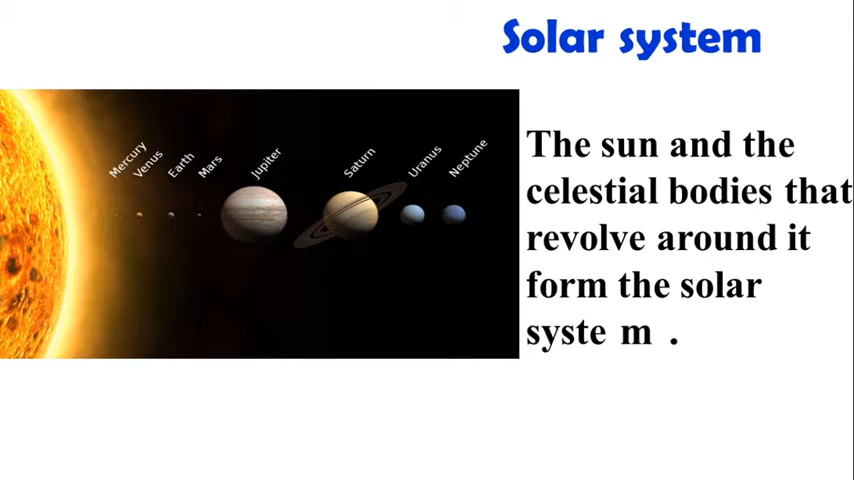 Solar system
Mercury
Venus
Earth
Mars
Jupiter
Saturn
Uranus
Neptune
The sun and the
celestial bodies that
revolve around it
form the solar
syste m .